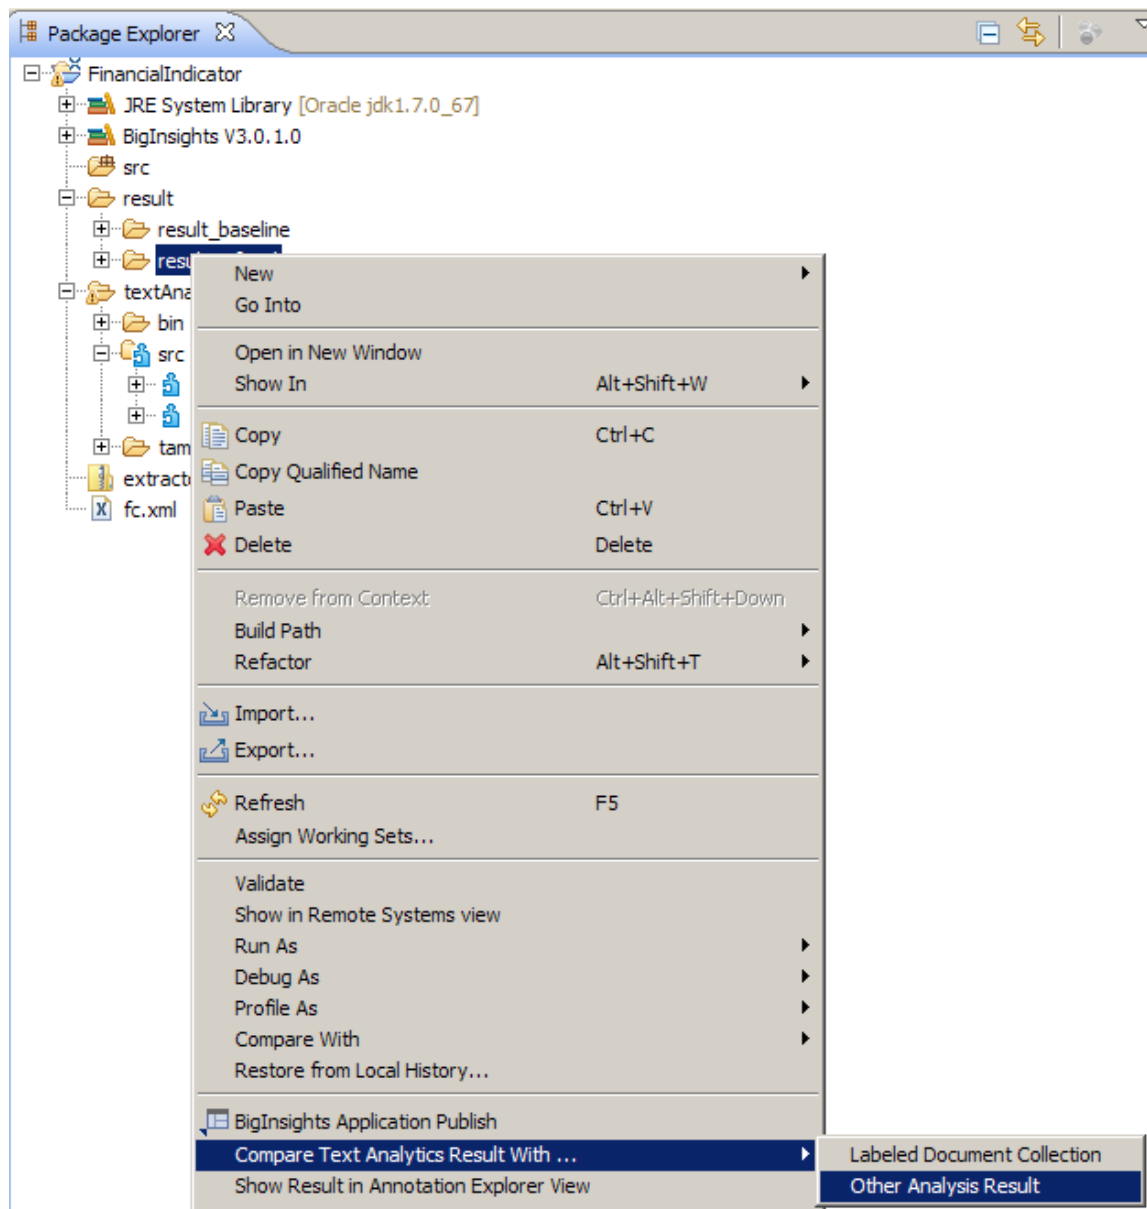 Package Explorer
FinancialIndicator
JRE System Library [Oracle jdk1.7.0_67]
BigInsights V3.0.1.0
src
result
result_baseline
New
Go Into
bin
Open in New Window
src
Show In Alt+Shift+W
Copy Ctrl+C
Copy Qualified Name
fc.xml
Paste Ctrl+V
Delete Delete
Remove from Context Ctrl+Alt+Shift+Down
Build Path
Refactor Alt+Shift+T
Import...
Export...
Refresh F5
Assign Working Sets...
Validate
Show in Remote Systems view
Run As
Debug As
Profile As
Compare With
Restore from Local History...
BigInsights Application Publish
Compare Text Analytics Result With ...
Labeled Document Collection
Show Result in Annotation Explorer View
Other Analysis Result